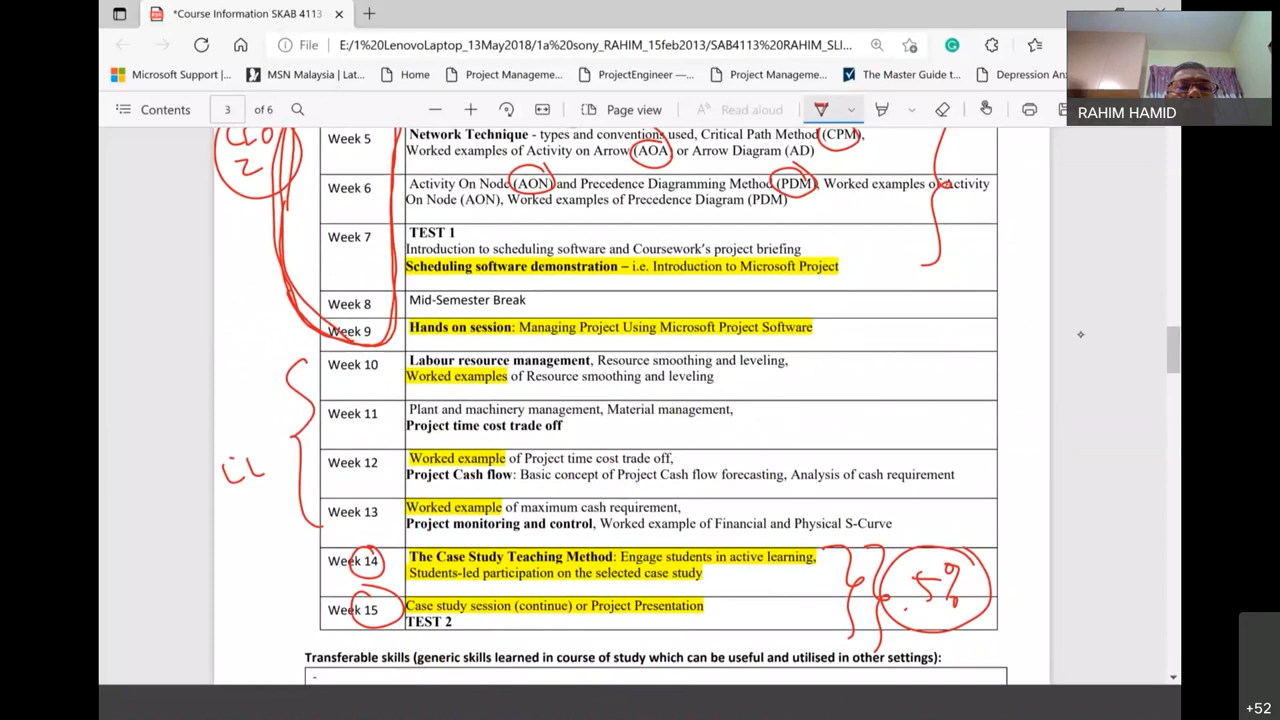 *Course Information SKAB 4113
File
E:/1%20LenovoLaptop_13May2018/1a%20sony_RAHIM_15feb2013/SAB4113%20RAHIM_SLI...
Microsoft Support |...
MSN Malaysia | Lat...
Home
Project Manageme...
ProjectEngineer —...
Project Manageme...
The Master Guide t...
Depression An
RAHIM HAMID
Contents
3
of 6
Page view
Read aloud
CLO
2
Week 5
Network Technique - types and conventions used, Critical Path Method (CPM),
Worked examples of Activity on Arrow (AOA) or Arrow Diagram (AD)
Week 6
Activity On Node (AON) and Precedence Diagramming Method (PDM), Worked examples of Activity
On Node (AON), Worked examples of Precedence Diagram (PDM)
Week 7
TEST 1
Introduction to scheduling software and Coursework's project briefing
Scheduling software demonstration – i.e. Introduction to Microsoft Project
Week 8
Mid-Semester Break
Week 9
Hands on session: Managing Project Using Microsoft Project Software
Week 10
Labour resource management, Resource smoothing and leveling,
Worked examples of Resource smoothing and leveling
Week 11
Plant and machinery management, Material management,
Project time cost trade off
Week 12
Worked example of Project time cost trade off,
Project Cash flow: Basic concept of Project Cash flow forecasting, Analysis of cash requirement
Week 13
Worked example of maximum cash requirement,
Project monitoring and control, Worked example of Financial and Physical S-Curve
Week 14
The Case Study Teaching Method: Engage students in active learning,
Students-led participation on the selected case study
5%
Week 15
Case study session (continue) or Project Presentation
TEST 2
Transferable skills (generic skills learned in course of study which can be useful and utilised in other settings):
-
+52